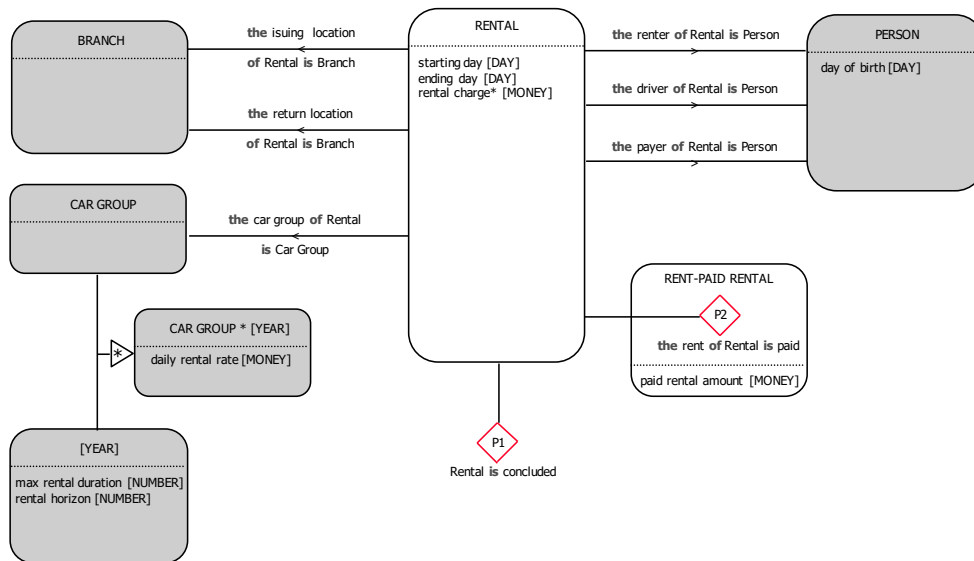 BRANCH
the isuing location
of Rental is Branch
the return location
of Rental is Branch
RENTAL
starting day [DAY]
ending day [DAY]
rental charge* [MONEY]
the renter of Rental is Person
the driver of Rental is Person
the payer of Rental is Person
PERSON
day of birth [DAY]
CAR GROUP
the car group of Rental
is Car Group
RENT-PAID RENTAL
P2
the rent of Rental is paid
paid rental amount [MONEY]
*
CAR GROUP * [YEAR]
daily rental rate [MONEY]
[YEAR]
max rental duration [NUMBER]
rental horizon [NUMBER]
P1
Rental is concluded